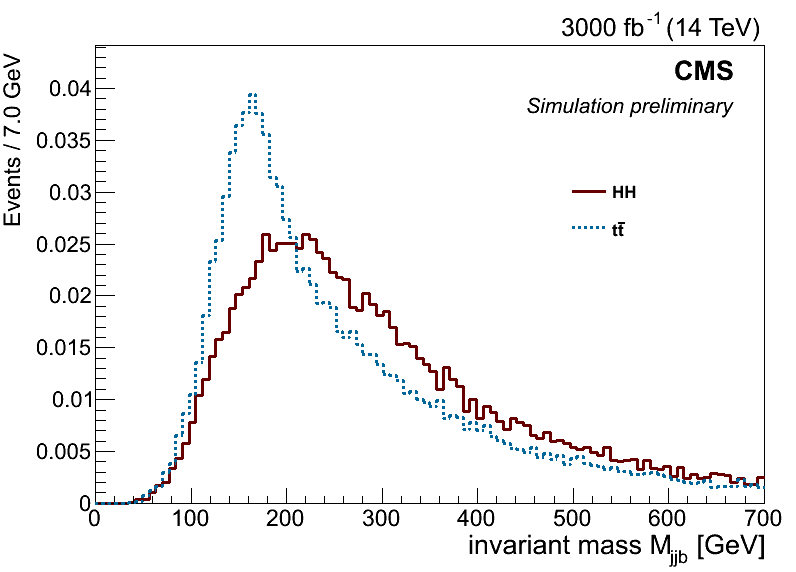 3000 fb⁻¹ (14 TeV)
CMS
Simulation preliminary
HH
tt̄
Events / 7.0 GeV
0.04
0.035
0.03
0.025
0.02
0.015
0.01
0.005
0
0 100 200 300 400 500 600 700
invariant mass M_jjb [GeV]